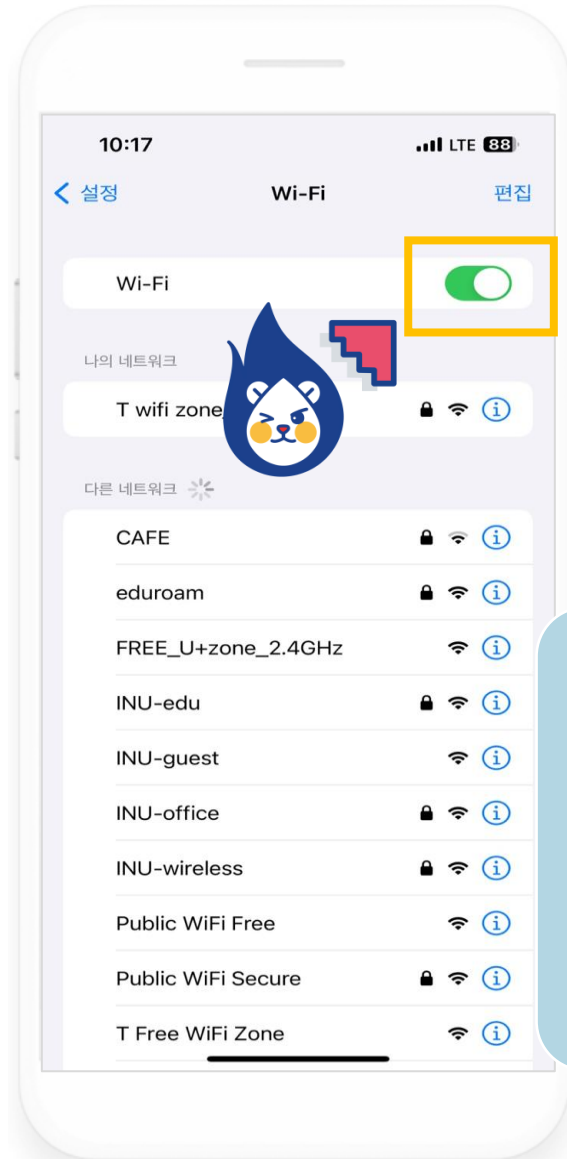 10:17 LTE 88
설정 Wi-Fi 편집
Wi-Fi
나의 네트워크
T wifi zone
다른 네트워크
CAFE
eduroam
FREE_U+zone_2.4GHz
INU-edu
INU-guest
INU-office
INU-wireless
Public WiFi Free
Public WiFi Secure
T Free WiFi Zone